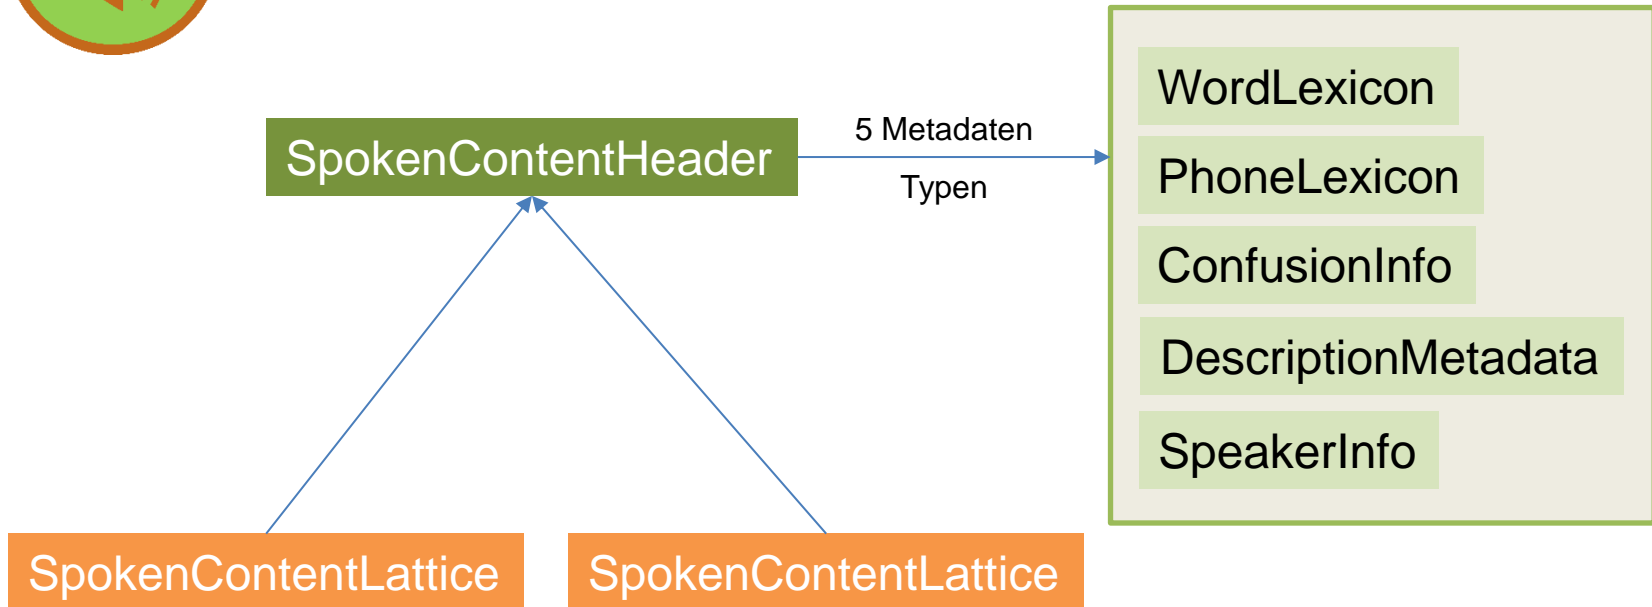 SpokenContentHeader
5 Metadaten
Typen
WordLexicon
PhoneLexicon
ConfusionInfo
DescriptionMetadata
SpeakerInfo
SpokenContentLattice
SpokenContentLattice